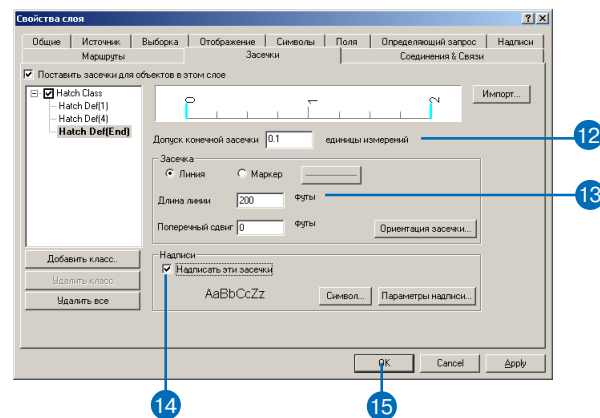 Свойства слоя
Общие Источник Выборка Отображение Символы Поля Определяющий запрос Надписи
Маршруты Засечки Соединения & Связи
Поставить засечки для объектов в этом слое
Hatch Class
Hatch Def(1)
Hatch Def(4)
Hatch Def(End)
0 1 2
Импорт...
Допуск конечной засечки 0.1 единицы измерений
12
Засечка
Линия Маркер
Длина линии 200 Футы
13
Поперечный сдвиг 0 Футы
Ориентация засечки...
Добавить класс..
Удалить класс
Удалить все
Надписи
Надписать эти засечки
AaBbCcZz Символ... Параметры надписи...
OK Cancel Apply
14 15